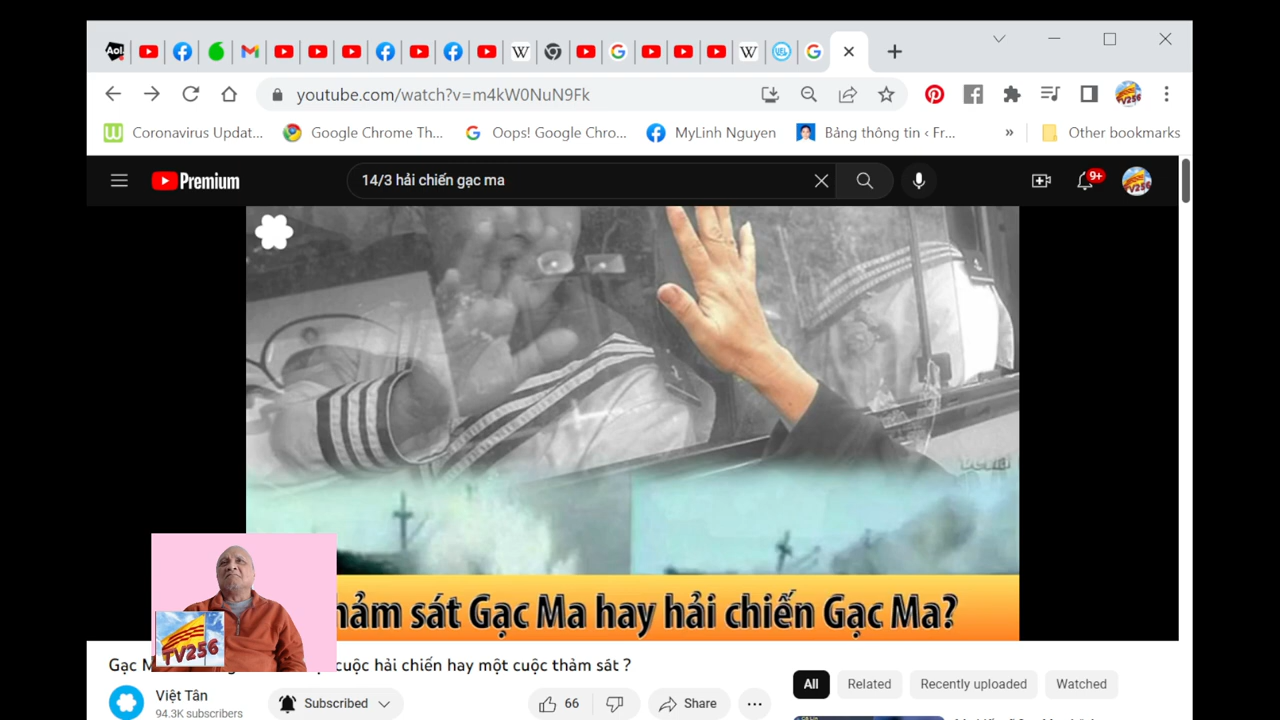 Aol.
youtube.com/watch?v=m4kW0NuN9Fk
Coronavirus Updat...
Google Chrome Th...
Oops! Google Chro...
MyLinh Nguyen
Bảng thông tin ‹ Fr...
»
Other bookmarks
Premium
14/3 hải chiến gạc ma
9+
TV256
hảm sát Gạc Ma hay hải chiến Gạc Ma?
Gạc M
cuộc hải chiến hay một cuộc thảm sát ?
Việt Tân
94.3K subscribers
Subscribed
66
Share
All
Related
Recently uploaded
Watched